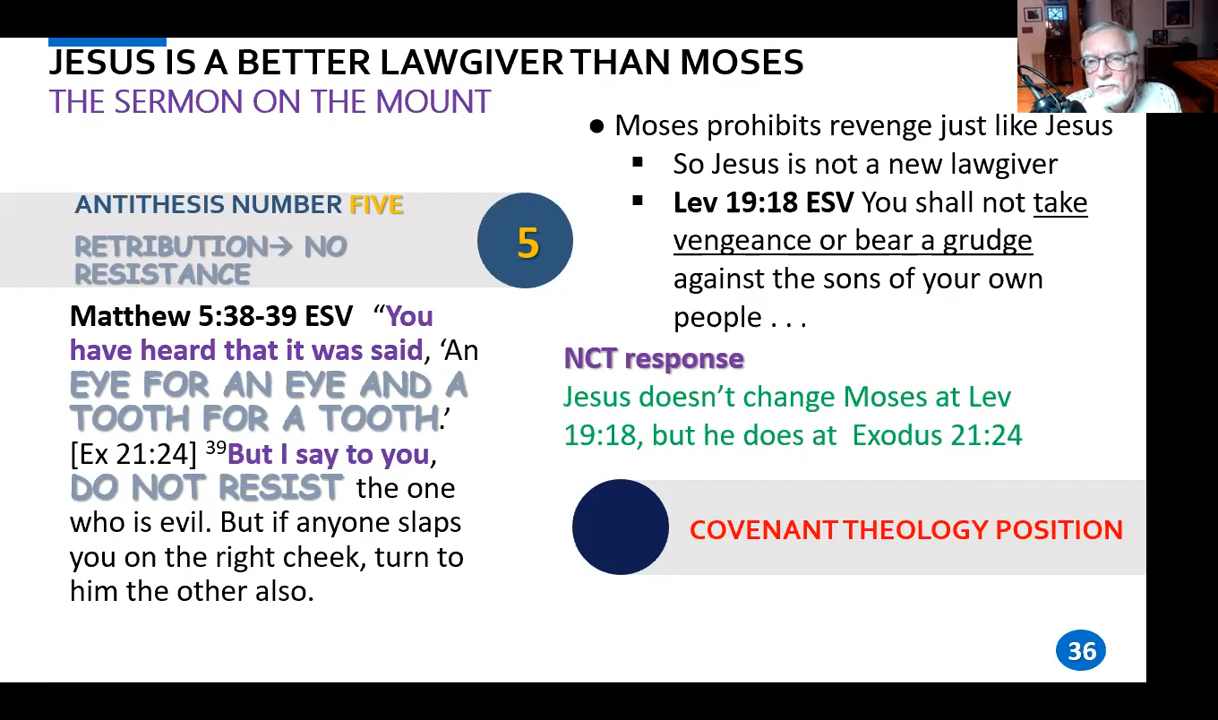 JESUS IS A BETTER LAWGIVER THAN MOSES
THE SERMON ON THE MOUNT
ANTITHESIS NUMBER FIVE
RETRIBUTION→ NO
RESISTANCE
5
Matthew 5:38-39 ESV “You
have heard that it was said, ‘An
EYE FOR AN EYE AND A
TOOTH FOR A TOOTH.’
[Ex 21:24] 39But I say to you,
DO NOT RESIST the one
who is evil. But if anyone slaps
you on the right cheek, turn to
him the other also.
● Moses prohibits revenge just like Jesus
▪ So Jesus is not a new lawgiver
▪ Lev 19:18 ESV You shall not take
vengeance or bear a grudge
against the sons of your own
people . . .
NCT response
Jesus doesn’t change Moses at Lev
19:18, but he does at Exodus 21:24
COVENANT THEOLOGY POSITION
36